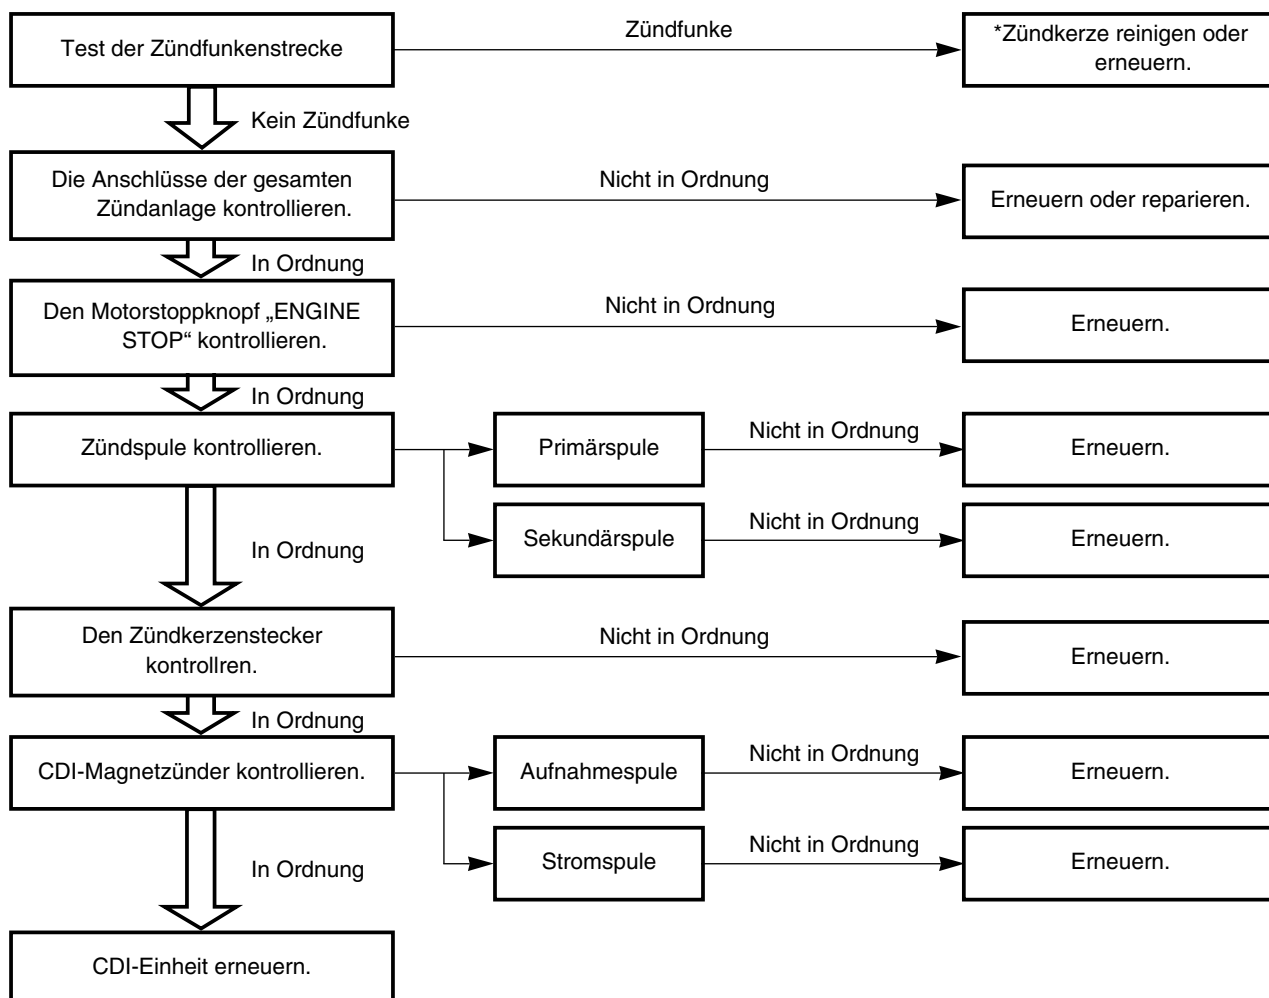 Test der Zündfunkenstrecke
Zündfunke
*Zündkerze reinigen oder
erneuern.
Kein Zündfunke
Die Anschlüsse der gesamten
Zündanlage kontrollieren.
Nicht in Ordnung
Erneuern oder reparieren.
In Ordnung
Den Motorstoppknopf „ENGINE
STOP“ kontrollieren.
Nicht in Ordnung
Erneuern.
In Ordnung
Zündspule kontrollieren.
Primärspule
Nicht in Ordnung
Erneuern.
Sekundärspule
Nicht in Ordnung
Erneuern.
In Ordnung
Den Zündkerzenstecker
kontrollren.
Nicht in Ordnung
Erneuern.
In Ordnung
CDI-Magnetzünder kontrollieren.
Aufnahmespule
Nicht in Ordnung
Erneuern.
Stromspule
Nicht in Ordnung
Erneuern.
In Ordnung
CDI-Einheit erneuern.